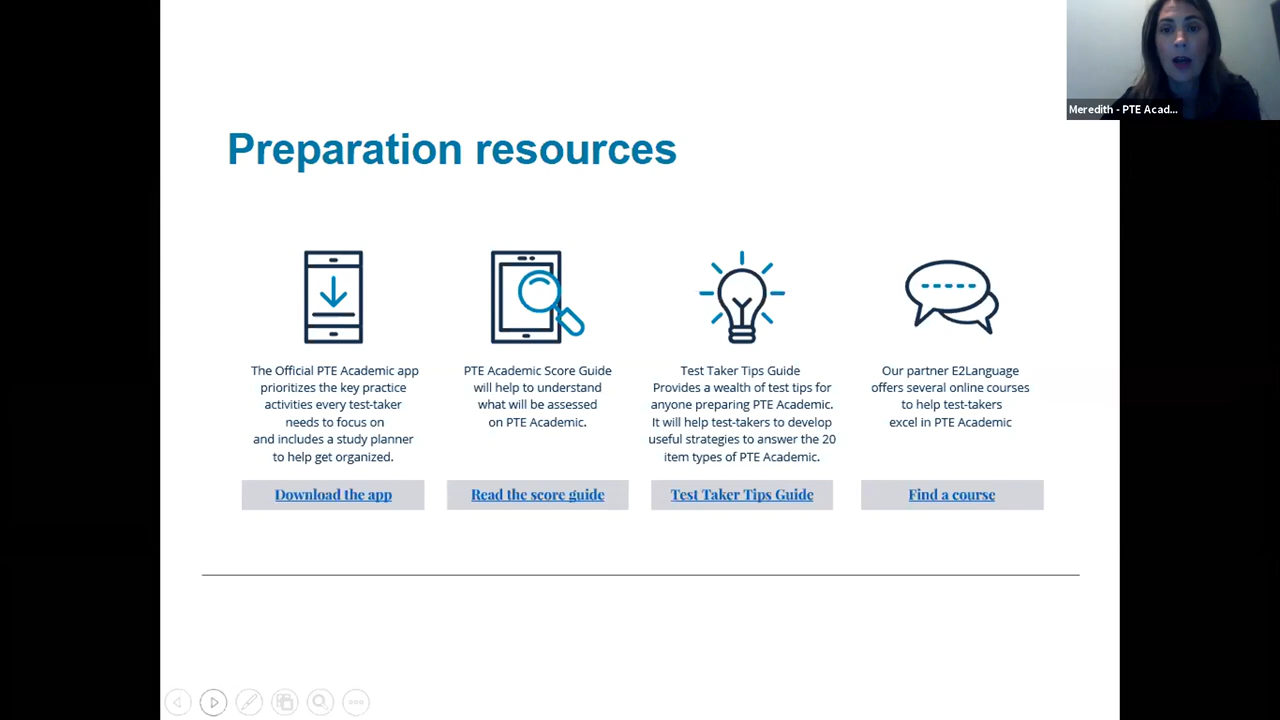 Meredith - PTE Acad...
Preparation resources
The Official PTE Academic app
prioritizes the key practice
activities every test-taker
needs to focus on
and includes a study planner
to help get organized.
Download the app
PTE Academic Score Guide
will help to understand
what will be assessed
on PTE Academic.
Read the score guide
Test Taker Tips Guide
Provides a wealth of test tips for
anyone preparing PTE Academic.
It will help test-takers to develop
useful strategies to answer the 20
item types of PTE Academic.
Test Taker Tips Guide
Our partner E2Language
offers several online courses
to help test-takers
excel in PTE Academic
Find a course